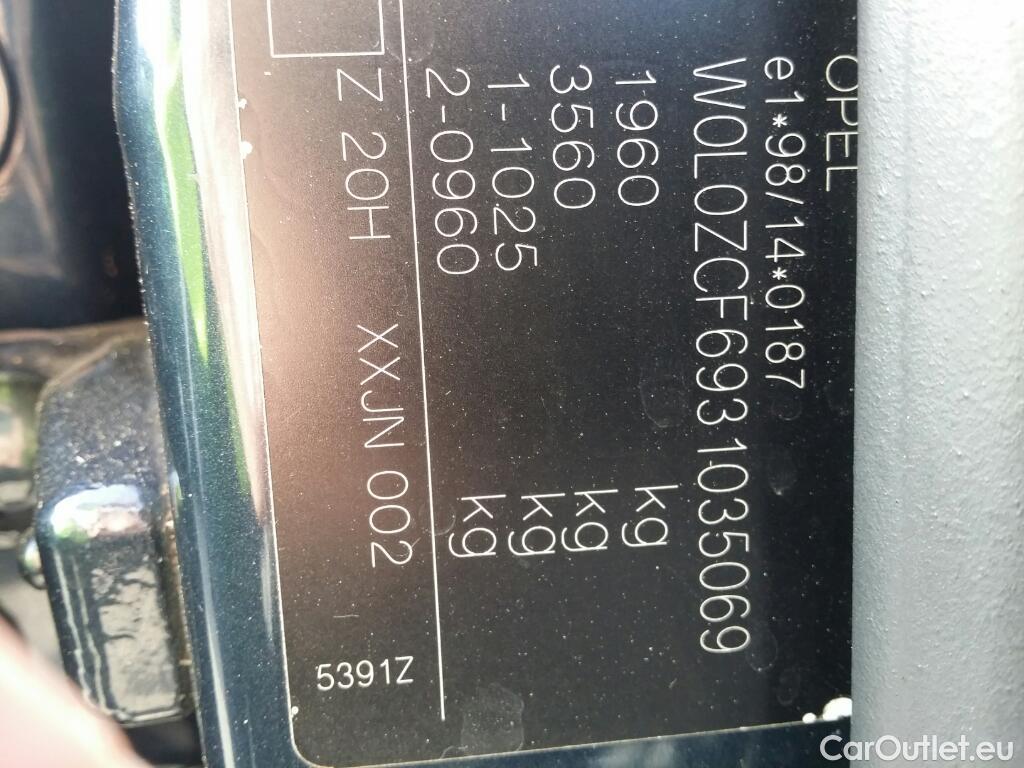 OPEL
e1*98/14*0187
W0L0ZCF6931035069
1960 kg
3560 kg
1-1025 kg
2-0960 kg
Z 20H XXJN 002
5391Z
CarOutlet.eu